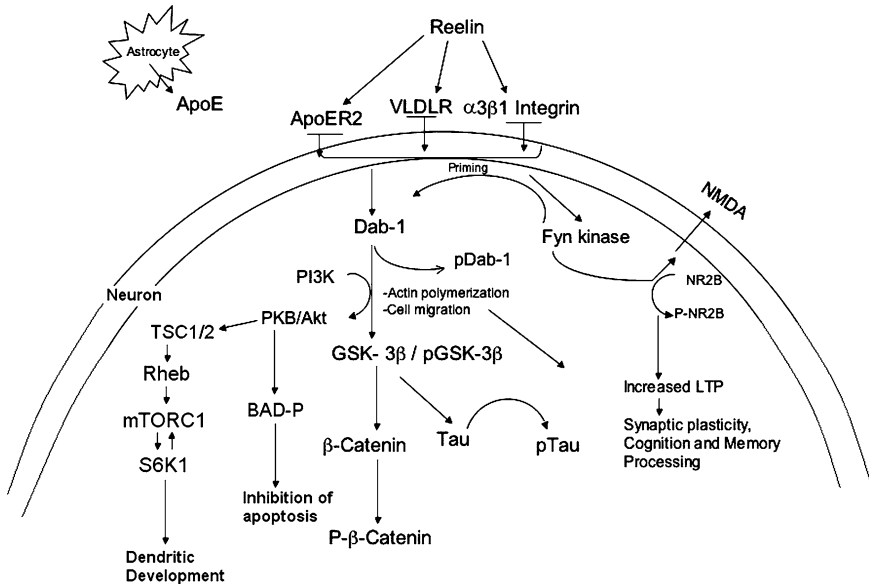 Reelin
Astrocyte
ApoE
ApoER2
VLDLR
α3β1 Integrin
Priming
NMDA
Dab-1
Fyn kinase
pDab-1
PI3K
NR2B
-Actin polymerization
-Cell migration
Neuron
P-NR2B
PKB/Akt
TSC1/2
GSK- 3β / pGSK-3β
Rheb
Increased LTP
BAD-P
mTORC1
Synaptic plasticity,
Cognition and Memory
Processing
β-Catenin
Tau
pTau
S6K1
Inhibition of
apoptosis
P-β-Catenin
Dendritic
Development